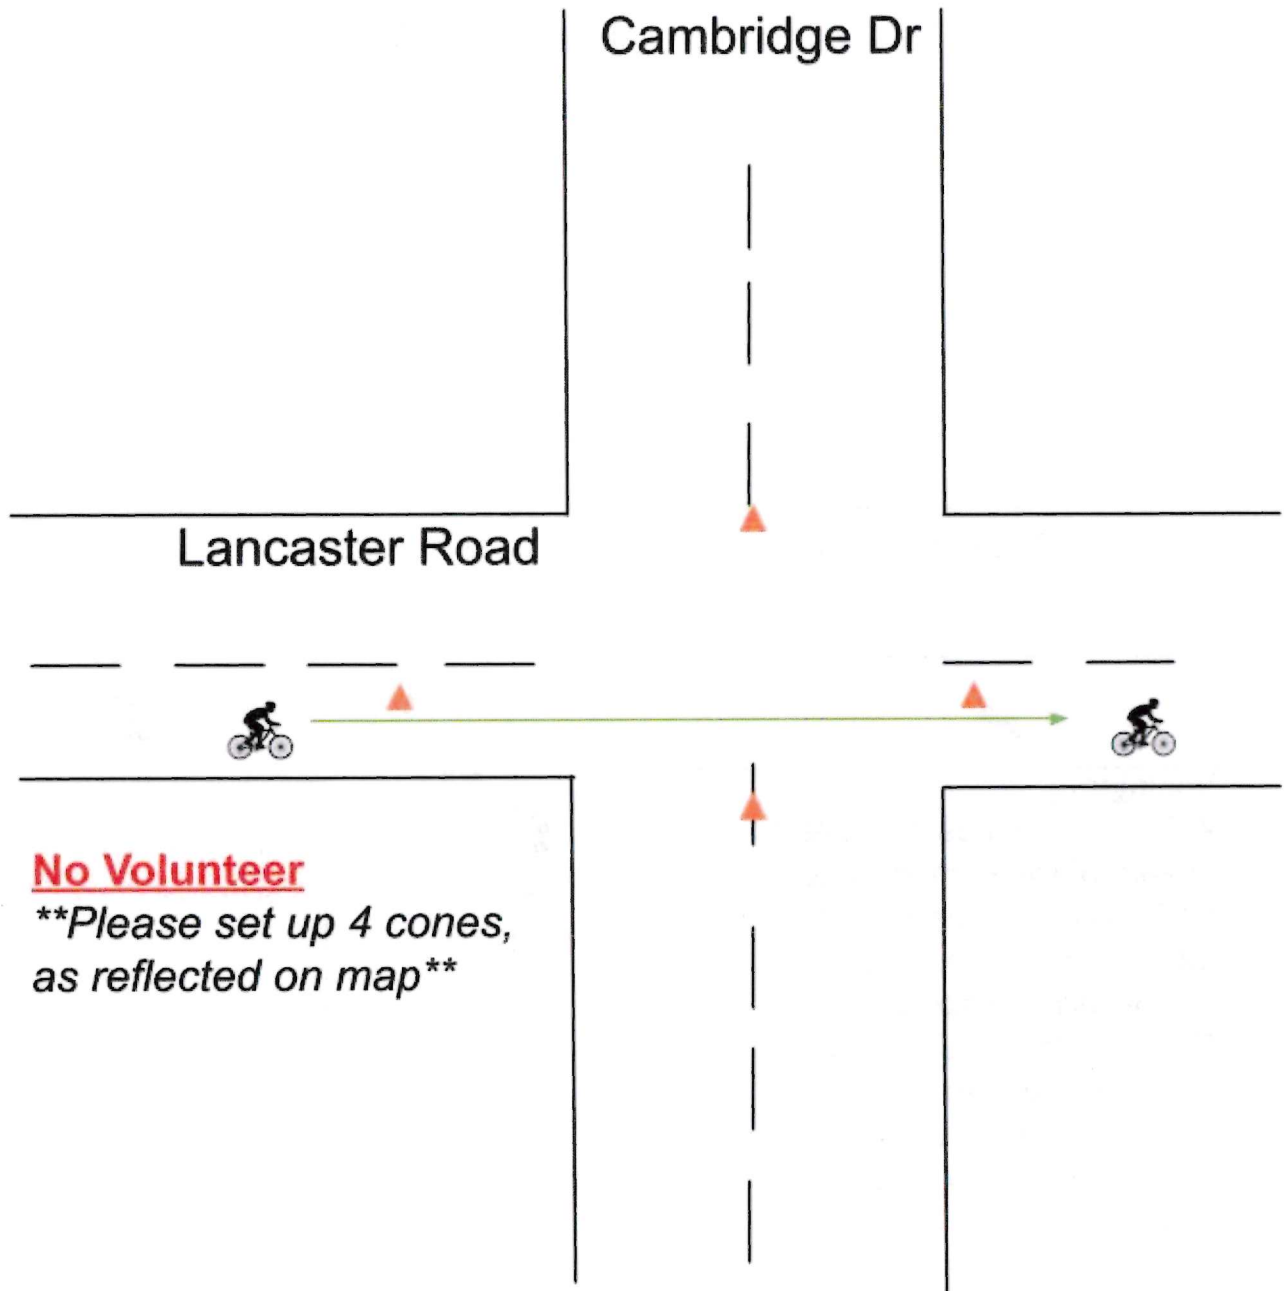 Cambridge Dr
Lancaster Road
No Volunteer
**Please set up 4 cones,
as reflected on map**